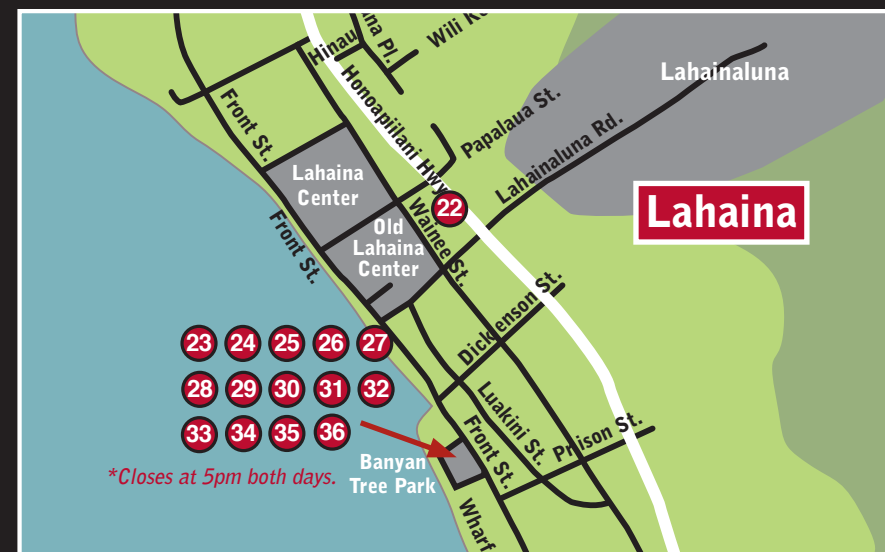 Hinau
na Pl.
Wili Ko
Honoapiilani Hwy
Front St.
Papalaua St.
Lahainaluna
Lahainaluna Rd.
Lahaina
Center
22
Lahaina
Wainee St.
Old
Lahaina
Center
Front St.
Dickenson St.
23 24 25 26 27
28 29 30 31 32
33 34 35 36
*Closes at 5pm both days.
Luakini St.
Front St.
Prison St.
Banyan
Tree Park
Wharf